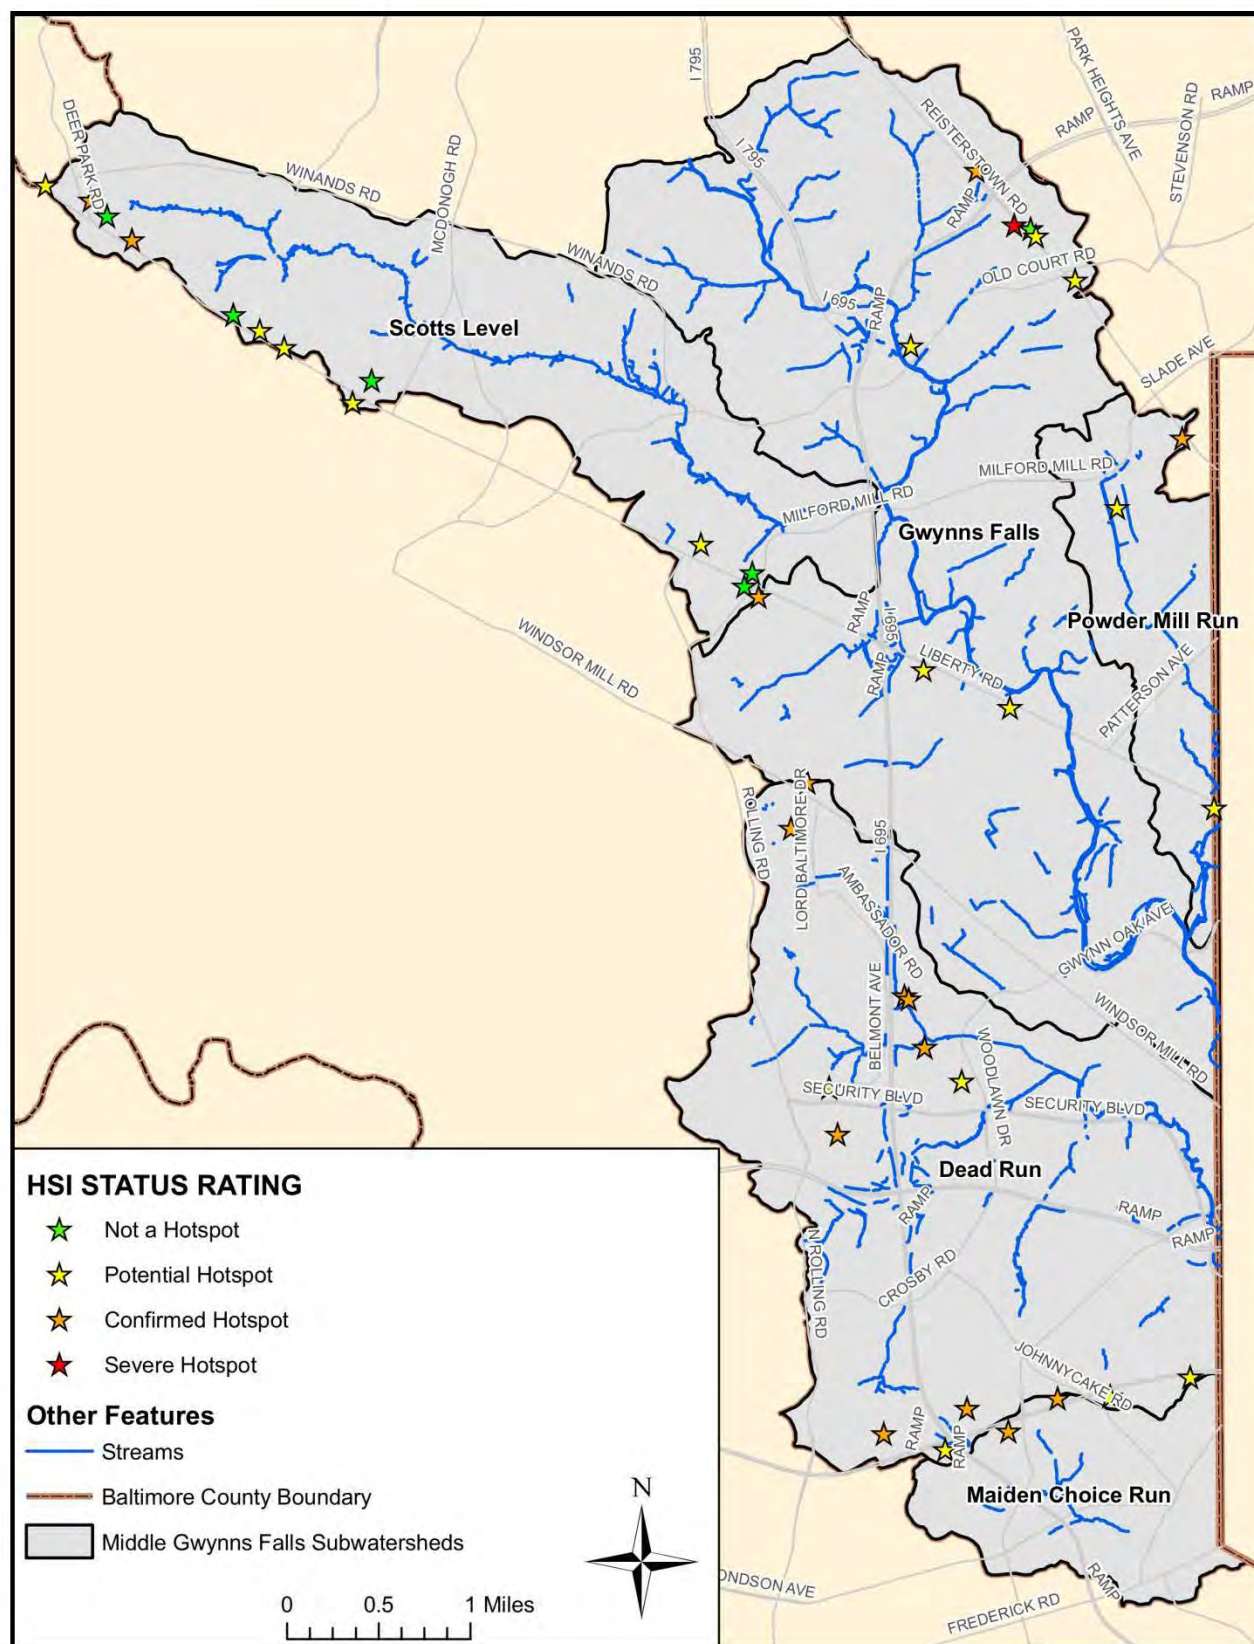 I 795
PARK HEIGHTS AVE
RAMP
RAMP
STEVENSON RD
REISTERSTOWN RD
DEER PARK RD
I 795
WINANDS RD
MCDONOGH RD
RAMP
WINANDS RD
OLD COURT RD
I 695
RAMP
Scotts Level
SLADE AVE
MILFORD MILL RD
MILFORD MILL RD
Gwynns Falls
RAMP
I 695
Powder Mill Run
WINDSOR MILL RD
RAMP
LIBERTY RD
PATTERSON AVE
ROLLING RD
LORD BALTIMORE DR
I 695
AMBASSADOR RD
GWYNN OAK AVE
BELMONT AVE
WINDSOR MILL RD
WOODLAWN DR
SECURITY BLVD
SECURITY BLVD
Dead Run
RAMP
RAMP
RAMP
N ROLLING RD
CROSBY RD
JOHNNYCAKE RD
RAMP
RAMP
Maiden Choice Run
ONDSON AVE
RAMP
FREDERICK RD
HSI STATUS RATING
Not a Hotspot
Potential Hotspot
Confirmed Hotspot
Severe Hotspot
Other Features
Streams
Baltimore County Boundary
Middle Gwynns Falls Subwatersheds
N
0 0.5 1 Miles